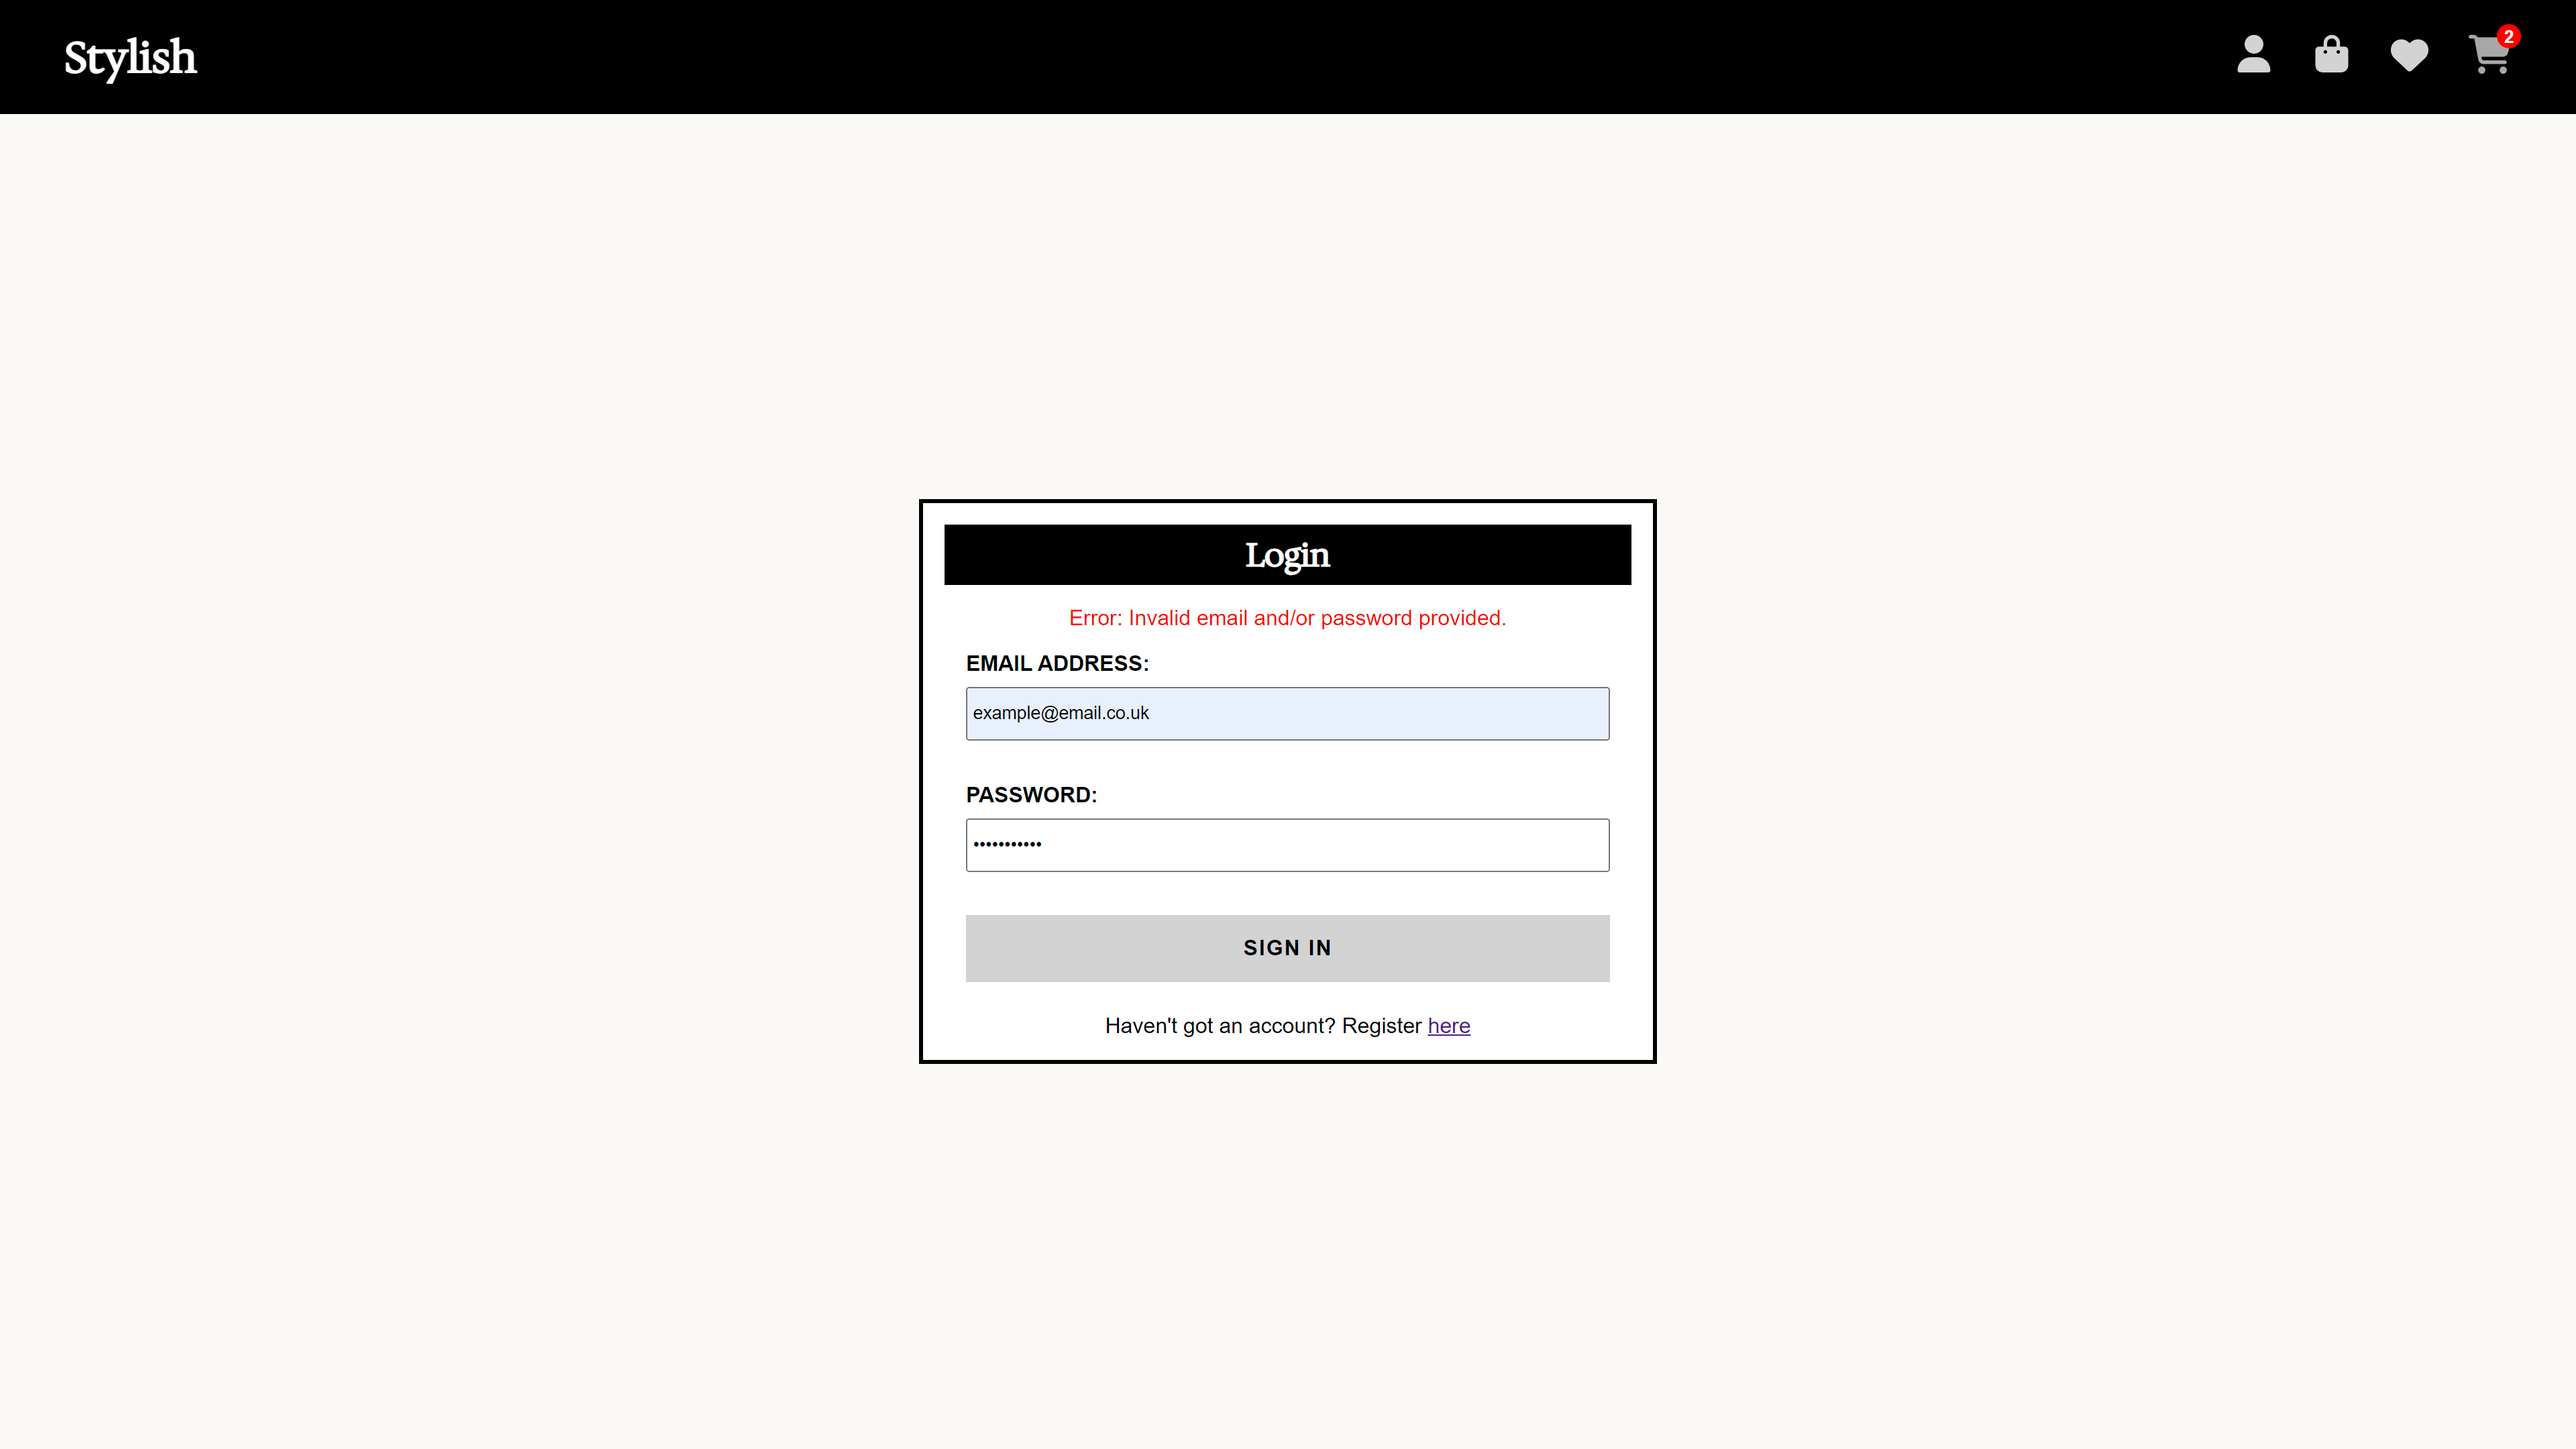 Stylish
2
Login
Error: Invalid email and/or password provided.
EMAIL ADDRESS:
example@email.co.uk
PASSWORD:
•••••••••••
SIGN IN
Haven't got an account? Register here